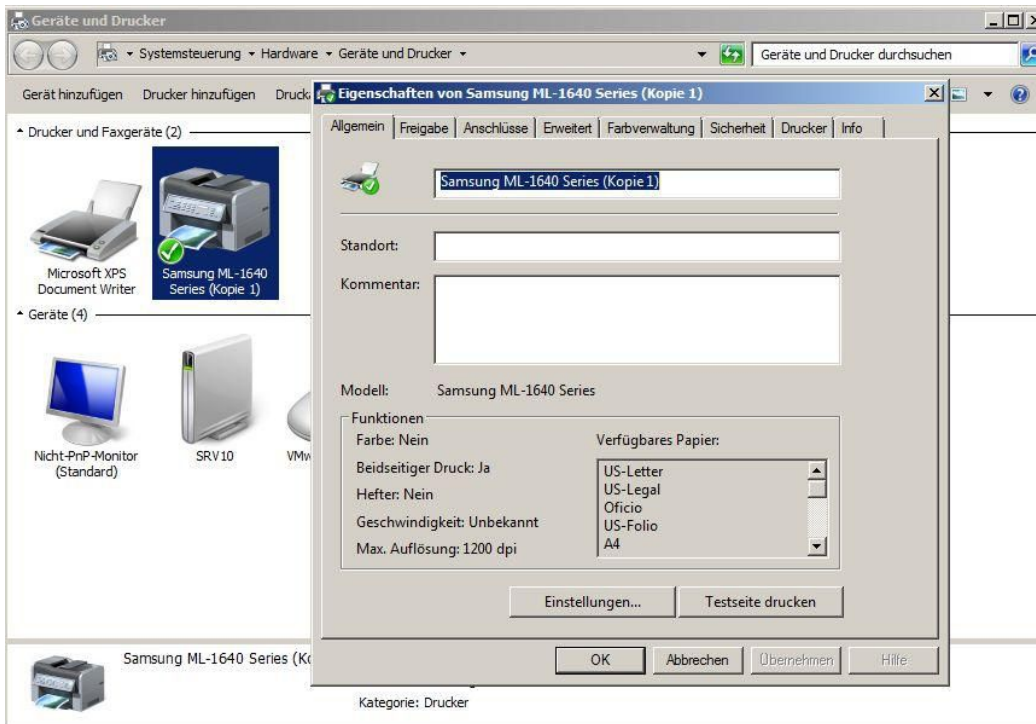 Geräte und Drucker
Systemsteuerung Hardware Geräte und Drucker
Geräte und Drucker durchsuchen
Gerät hinzufügen Drucker hinzufügen
Drucker und Faxgeräte (2)
Microsoft XPS
Document Writer
Samsung ML-1640
Series (Kopie 1)
Geräte (4)
Nicht-PnP-Monitor
(Standard)
SRV10
Eigenschaften von Samsung ML-1640 Series (Kopie 1)
Allgemein Freigabe Anschlüsse Erweitert Farbverwaltung Sicherheit Drucker Info
Samsung ML-1640 Series (Kopie 1)
Standort:
Kommentar:
Modell: Samsung ML-1640 Series
Funktionen
Farbe: Nein
Beidseitiger Druck: Ja
Hefter: Nein
Geschwindigkeit: Unbekannt
Max. Auflösung: 1200 dpi
Verfügbares Papier:
US-Letter
US-Legal
Oficio
US-Folio
A4
Einstellungen... Testseite drucken
OK Abbrechen Übernehmen Hilfe
Samsung ML-1640 Series
Kategorie: Drucker